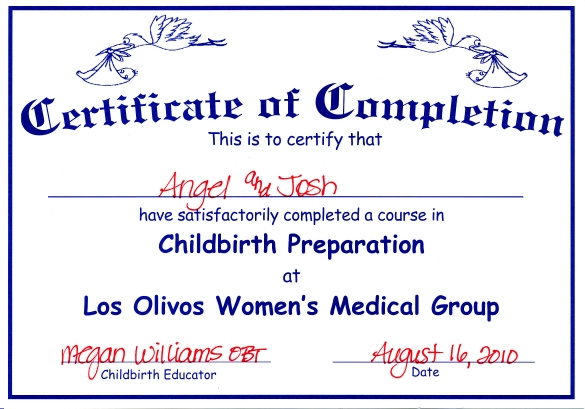 Certificate of Completion
This is to certify that
Angel and Josh
have satisfactorily completed a course in
Childbirth Preparation
at
Los Olivos Women's Medical Group
Megan Williams OBT August 16, 2010
Childbirth Educator Date